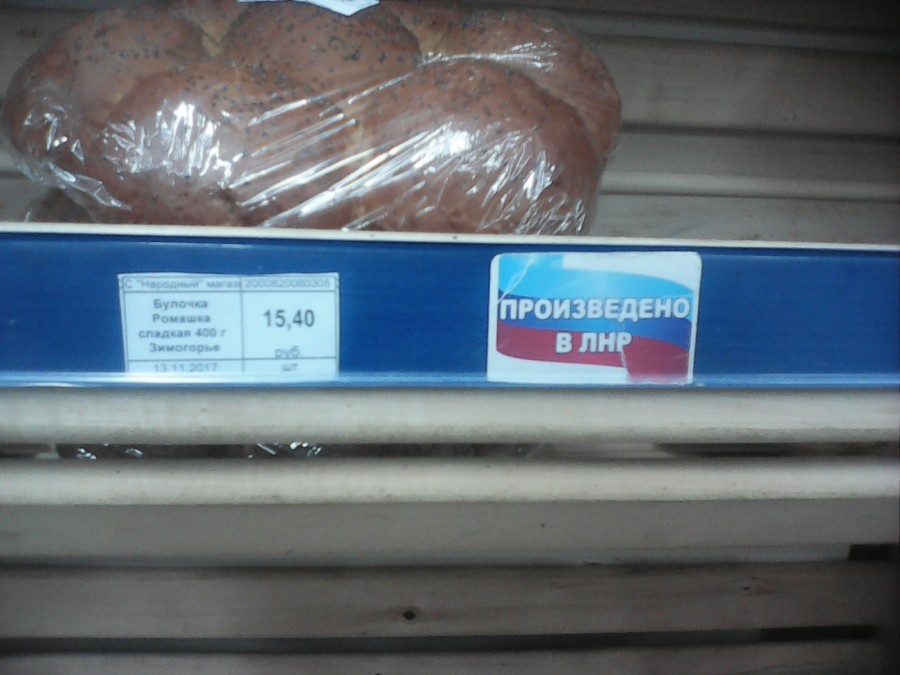 С "Народный" магаз 2000820060305
Булочка
Ромашка
сладкая 400 г
Зимогорье
15,40
руб
13.11.2017
шт
ПРОИЗВЕДЕНО
В ЛНР